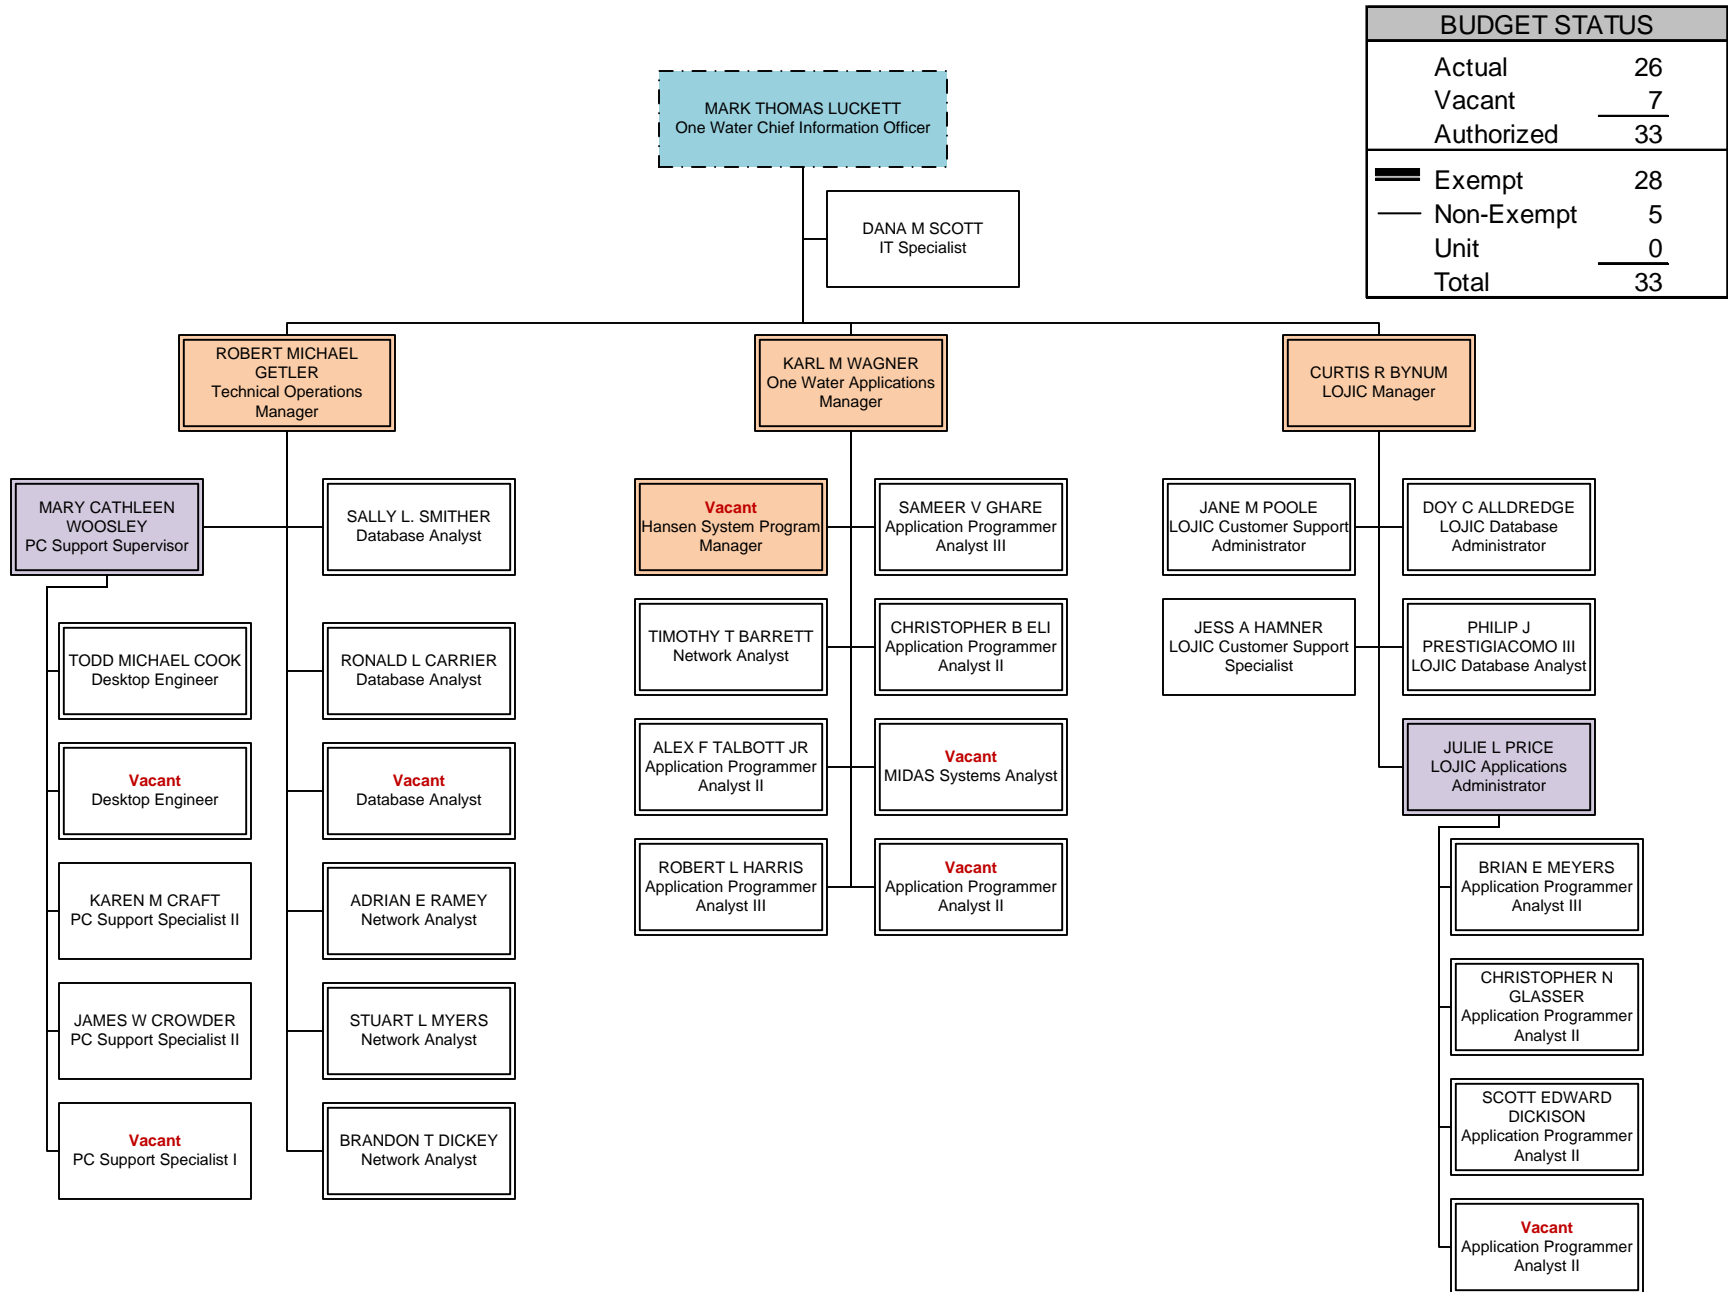 BUDGET STATUS
Actual 26
Vacant 7
Authorized 33
Exempt 28
Non-Exempt 5
Unit 0
Total 33
MARK THOMAS LUCKETT
One Water Chief Information Officer
DANA M SCOTT
IT Specialist
ROBERT MICHAEL
GETLER
Technical Operations
Manager
KARL M WAGNER
One Water Applications
Manager
CURTIS R BYNUM
LOJIC Manager
MARY CATHLEEN
WOOSLEY
PC Support Supervisor
SALLY L. SMITHER
Database Analyst
TODD MICHAEL COOK
Desktop Engineer
RONALD L CARRIER
Database Analyst
Vacant
Desktop Engineer
Vacant
Database Analyst
KAREN M CRAFT
PC Support Specialist II
ADRIAN E RAMEY
Network Analyst
JAMES W CROWDER
PC Support Specialist II
STUART L MYERS
Network Analyst
Vacant
PC Support Specialist I
BRANDON T DICKEY
Network Analyst
Vacant
Hansen System Program
Manager
SAMEER V GHARE
Application Programmer
Analyst III
TIMOTHY T BARRETT
Network Analyst
CHRISTOPHER B ELI
Application Programmer
Analyst II
ALEX F TALBOTT JR
Application Programmer
Analyst II
Vacant
MIDAS Systems Analyst
ROBERT L HARRIS
Application Programmer
Analyst III
Vacant
Application Programmer
Analyst II
JANE M POOLE
LOJIC Customer Support
Administrator
DOY C ALLDREDGE
LOJIC Database
Administrator
JESS A HAMNER
LOJIC Customer Support
Specialist
PHILIP J
PRESTIGIACOMO III
LOJIC Database Analyst
JULIE L PRICE
LOJIC Applications
Administrator
BRIAN E MEYERS
Application Programmer
Analyst III
CHRISTOPHER N
GLASSER
Application Programmer
Analyst II
SCOTT EDWARD
DICKISON
Application Programmer
Analyst II
Vacant
Application Programmer
Analyst II